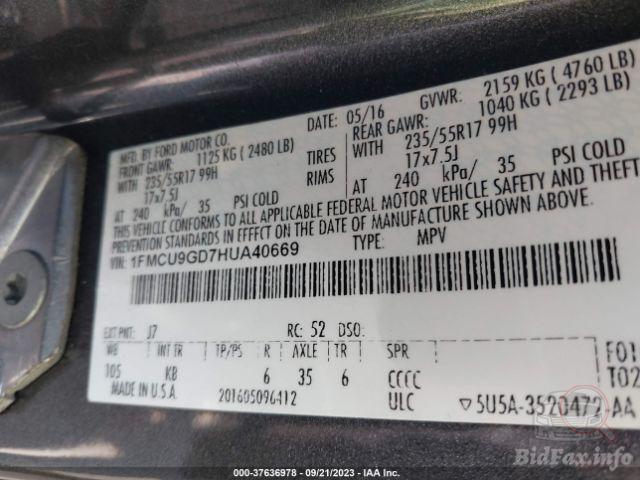 MFD. BY FORD MOTOR CO.
DATE: 05/16 GVWR: 2159 KG ( 4760 LB)
FRONT GAWR: 1125 KG ( 2480 LB)
REAR GAWR: 1040 KG ( 2293 LB)
WITH 235/55R17 99H TIRES WITH 235/55R17 99H
17x7.5J RIMS 17x7.5J
AT 240 kPa/ 35 PSI COLD AT 240 kPa/ 35 PSI COLD
THIS VEHICLE CONFORMS TO ALL APPLICABLE FEDERAL MOTOR VEHICLE SAFETY AND THEFT
PREVENTION STANDARDS IN EFFECT ON THE DATE OF MANUFACTURE SHOWN ABOVE.
VIN: 1FMCU9GD7HUA40669 TYPE: MPV
EXT PNT: J7 RC: 52 DSO:
WB INT TR TP/PS R AXLE TR SPR
105 KB 6 35 6 CCCC
F01
T02
MADE IN U.S.A. 201605096412 ULC 5U5A-3520472-AA
000-37636978 - 09/21/2023 - IAA Inc.
BidFax.info